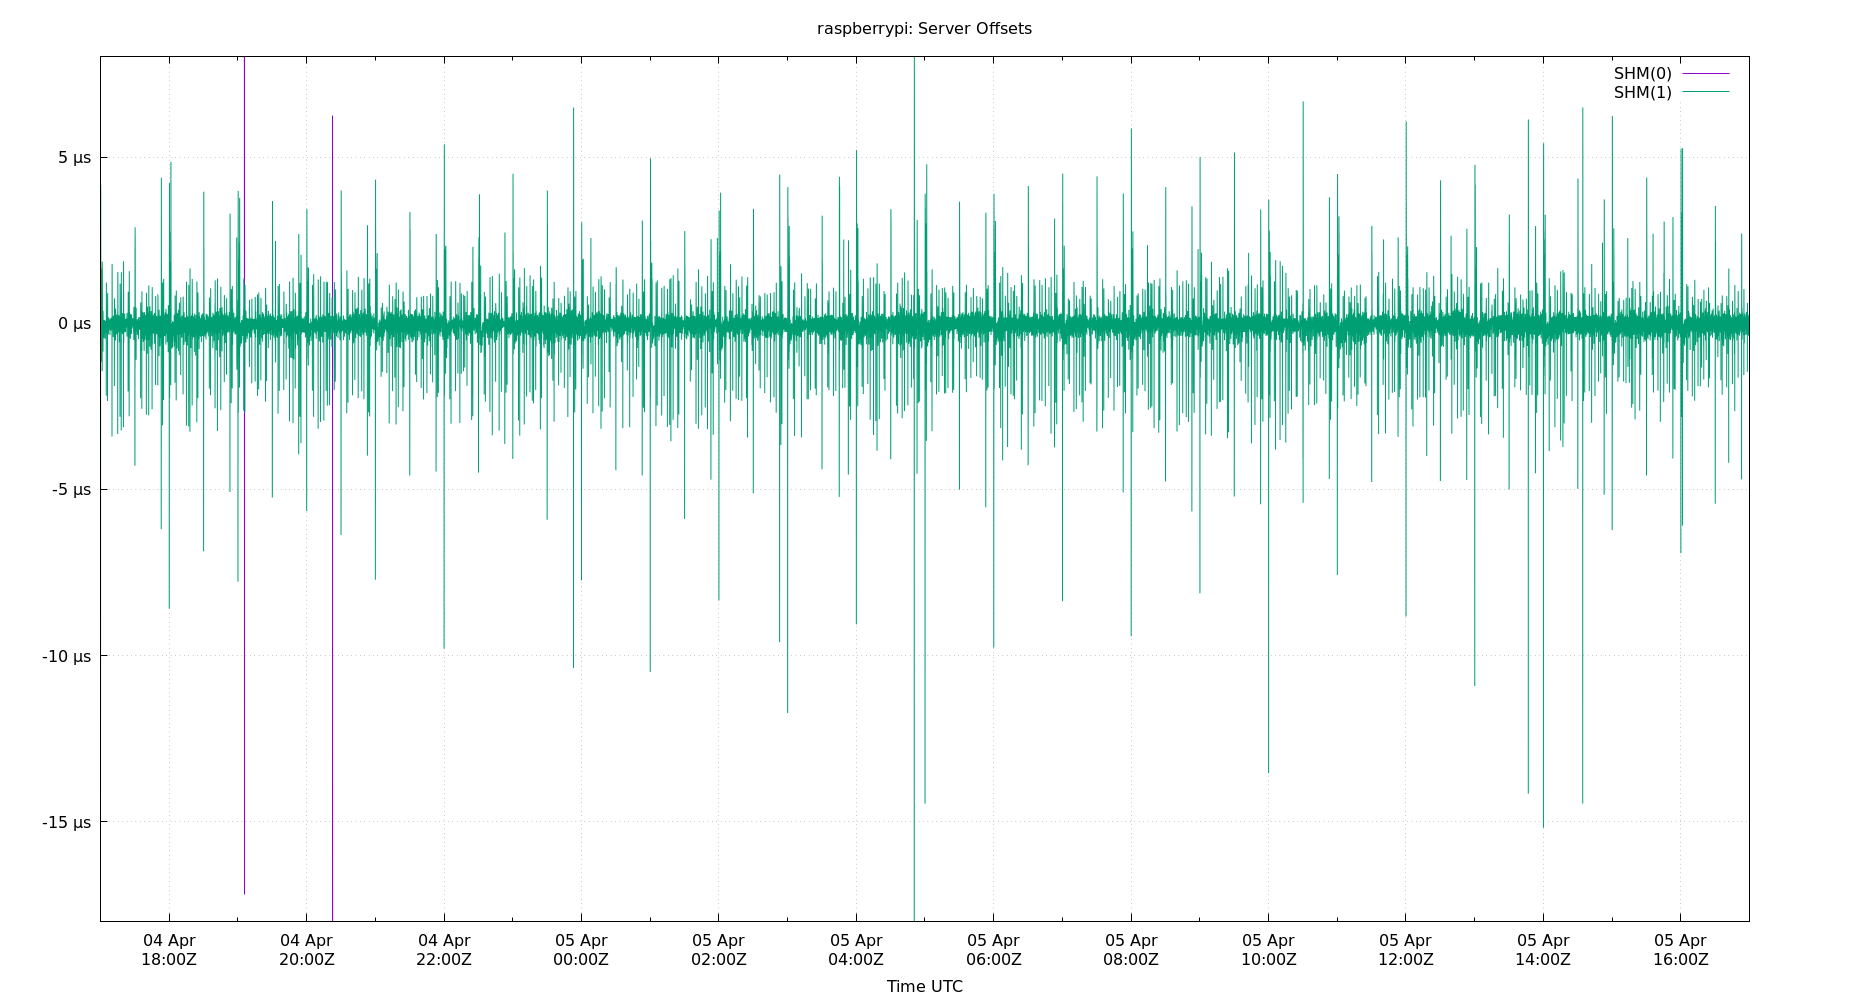 raspberrypi: Server Offsets
SHM(0)
SHM(1)
5 µs
0 µs
-5 µs
-10 µs
-15 µs
04 Apr 04 Apr 04 Apr 05 Apr 05 Apr 05 Apr 05 Apr 05 Apr 05 Apr 05 Apr 05 Apr 05 Apr
18:00Z 20:00Z 22:00Z 00:00Z 02:00Z 04:00Z 06:00Z 08:00Z 10:00Z 12:00Z 14:00Z 16:00Z
Time UTC